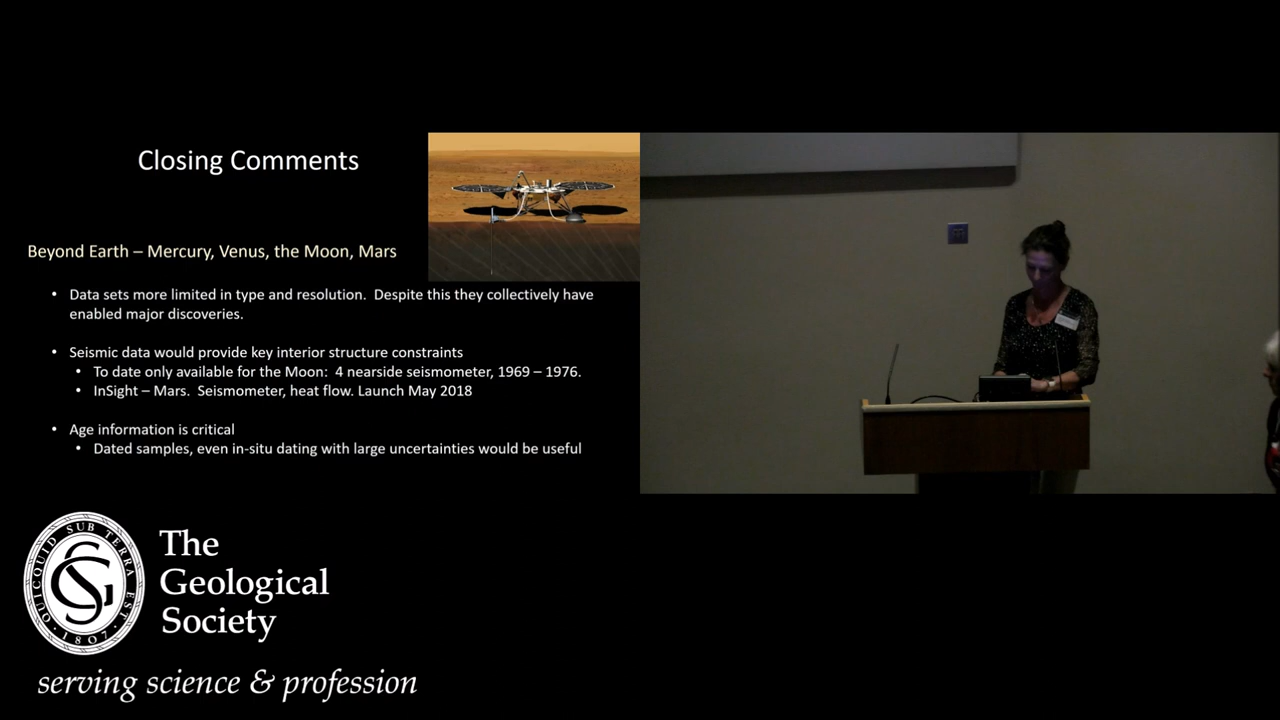 Closing Comments
Beyond Earth – Mercury, Venus, the Moon, Mars
• Data sets more limited in type and resolution. Despite this they collectively have
enabled major discoveries.
• Seismic data would provide key interior structure constraints
• To date only available for the Moon: 4 nearside seismometer, 1969 – 1976.
• InSight – Mars. Seismometer, heat flow. Launch May 2018
• Age information is critical
• Dated samples, even in-situ dating with large uncertainties would be useful
QUICQUID SUB TERRA EST
GS
·1807·
The
Geological
Society
serving science & profession